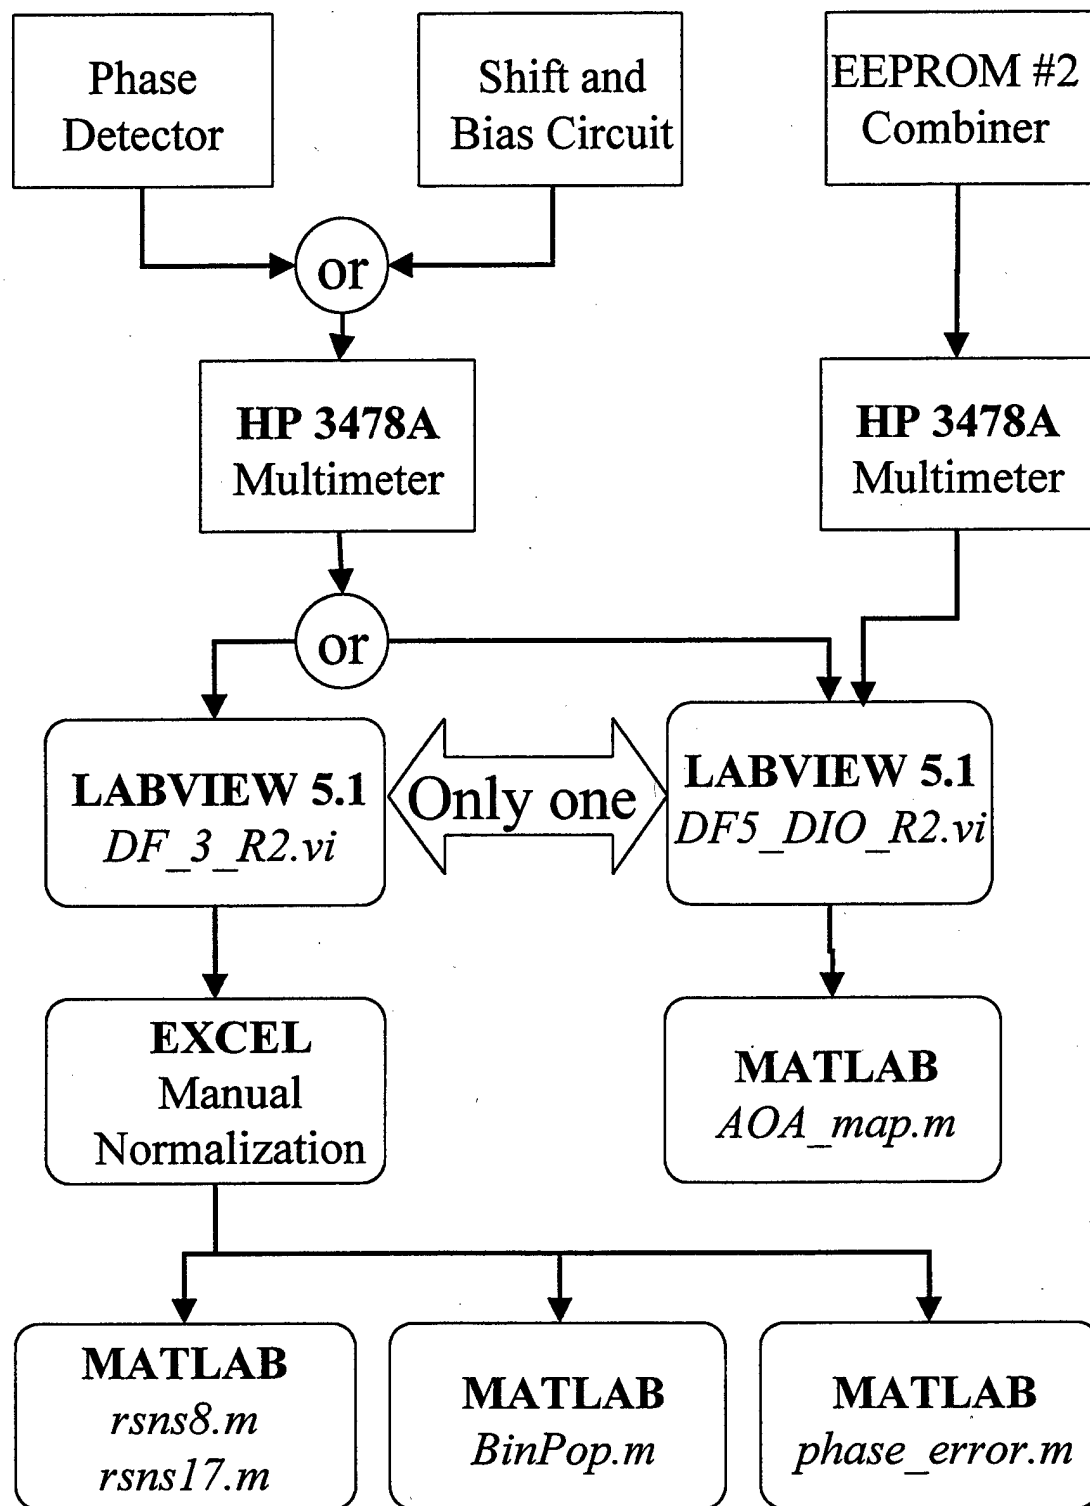 Phase
Detector
Shift and
Bias Circuit
EEPROM #2
Combiner
or
HP 3478A
Multimeter
HP 3478A
Multimeter
or
LABVIEW 5.1
DF_3_R2.vi
Only one
LABVIEW 5.1
DF5_DIO_R2.vi
EXCEL
Manual
Normalization
MATLAB
AOA_map.m
MATLAB
rsns8.m
rsns17.m
MATLAB
BinPop.m
MATLAB
phase_error.m